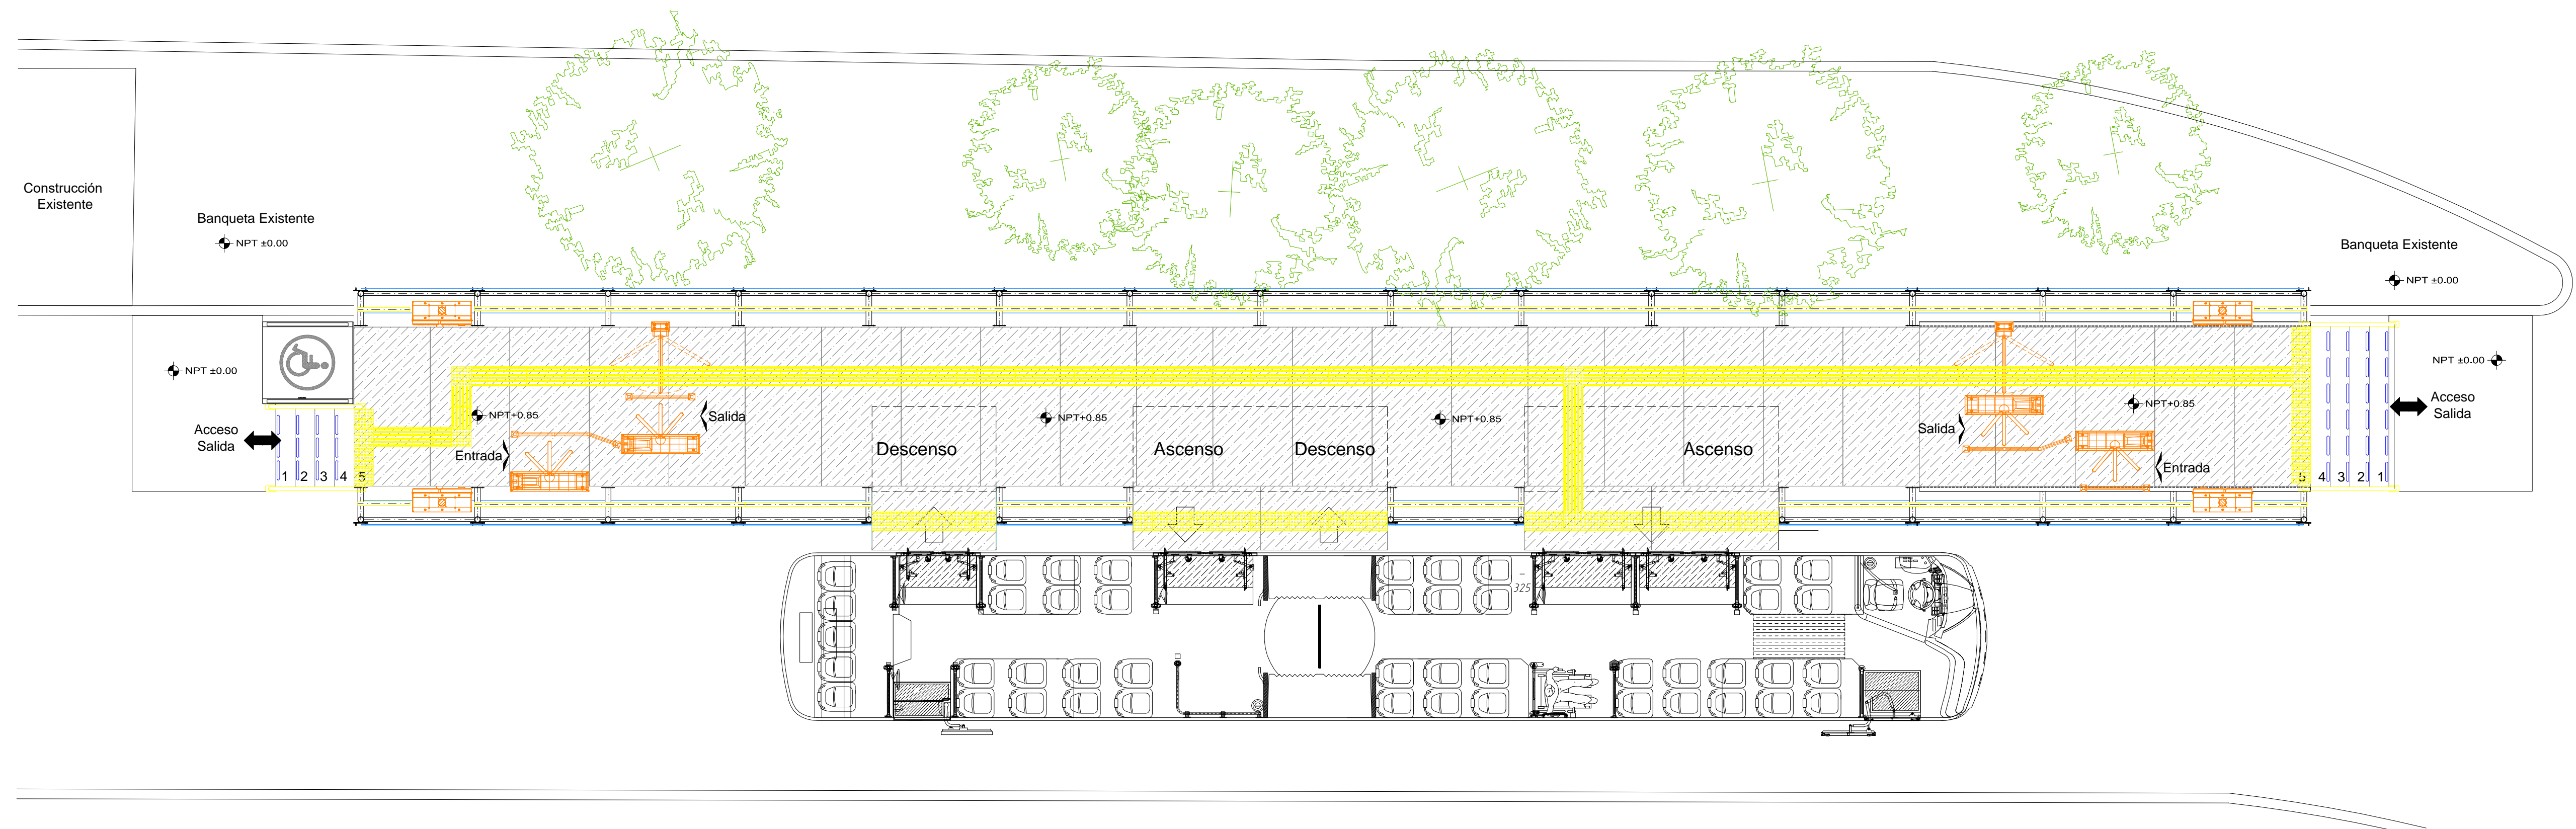 Construcción
Existente
Banqueta Existente
NPT ±0.00
Banqueta Existente
NPT ±0.00
NPT ±0.00
NPT ±0.00
Acceso
Salida
1 2 3 4 5
NPT+0.85
Entrada
Salida
Descenso
NPT+0.85
Ascenso
Descenso
NPT+0.85
Ascenso
Salida
NPT+0.85
Entrada
5 4 3 2 1
Acceso
Salida
325